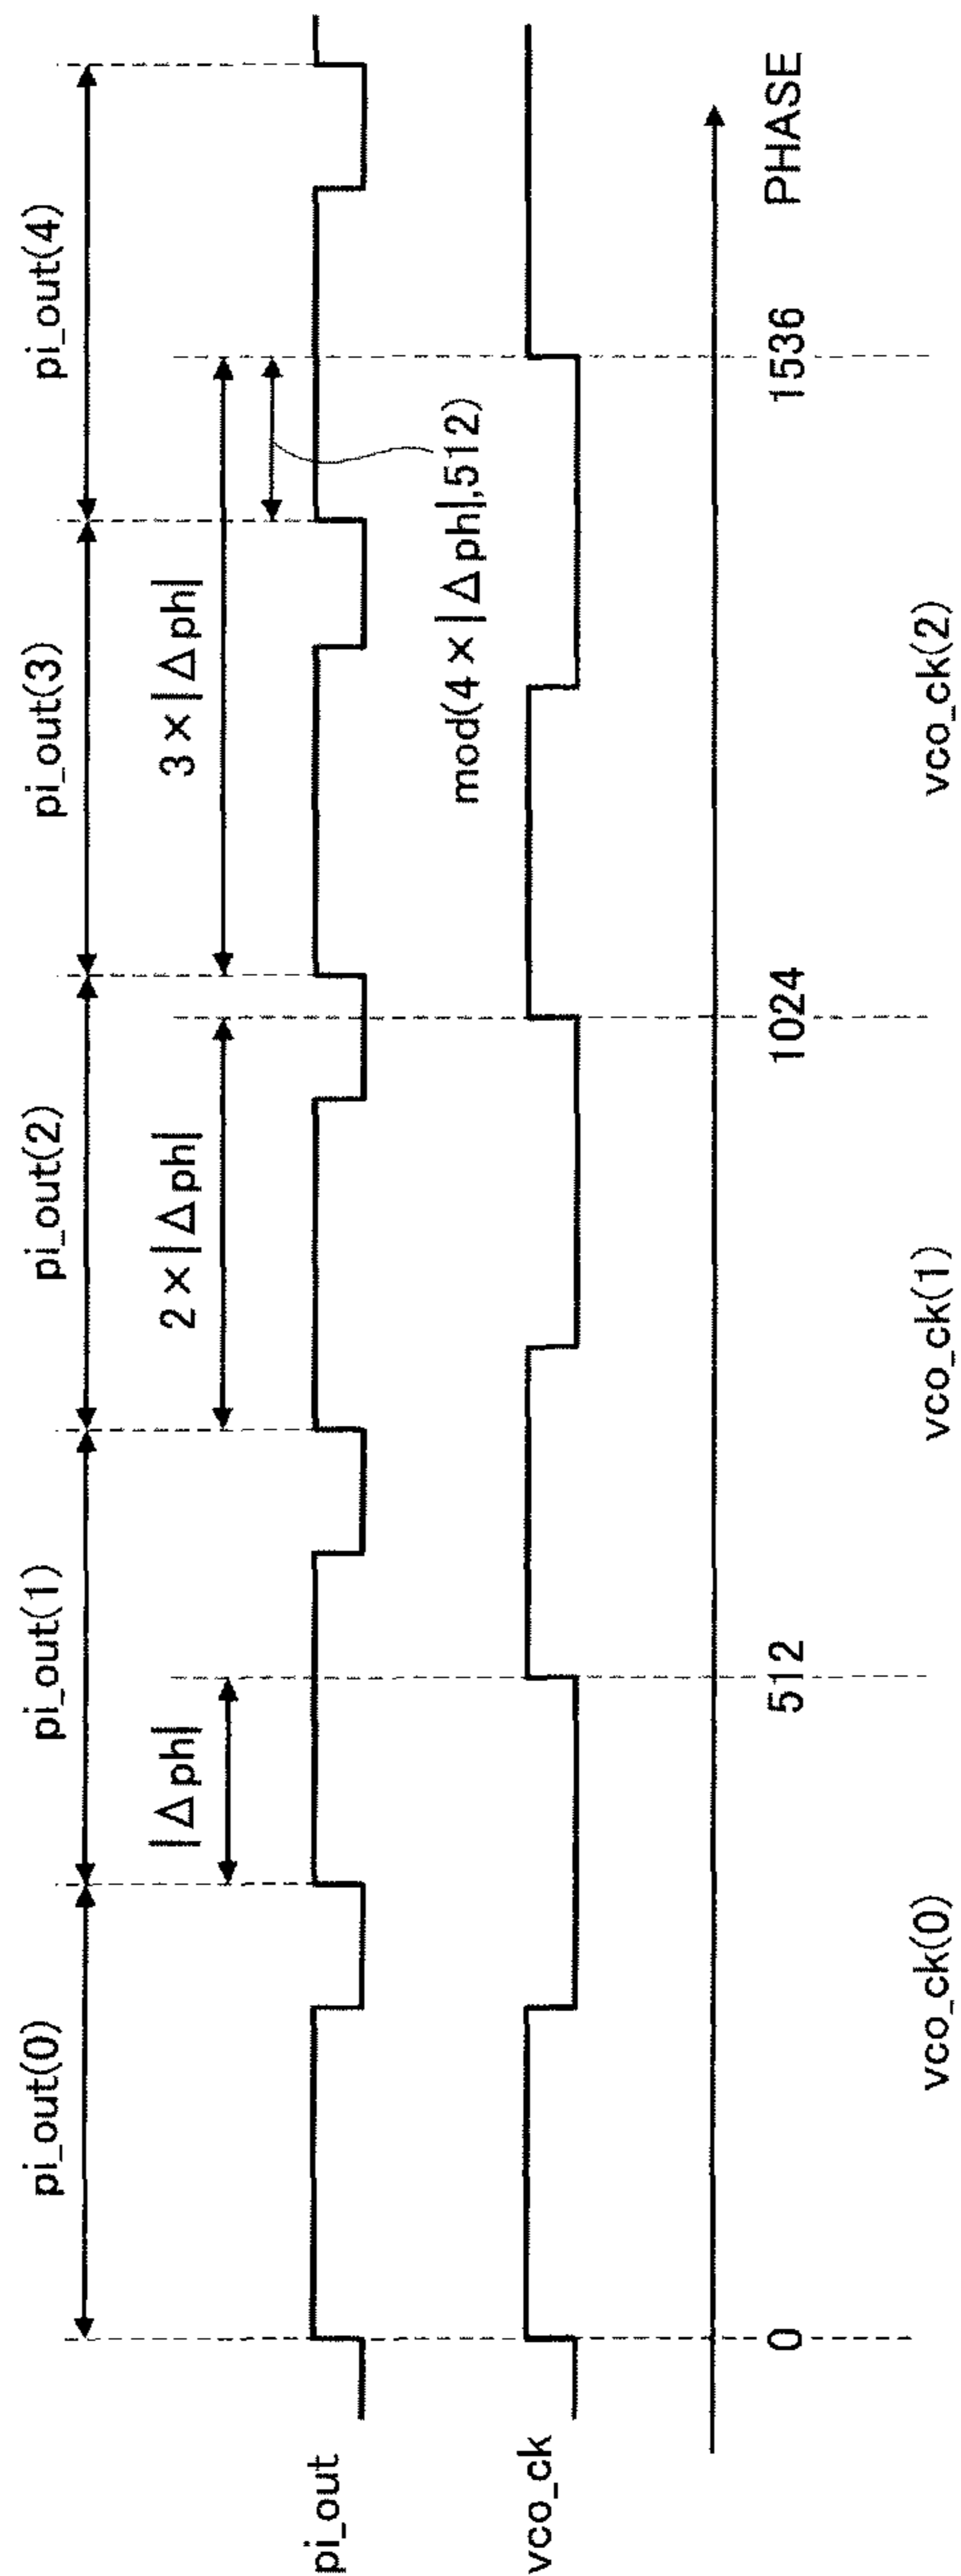 pi_out(0)
pi_out(1)
pi_out(2)
pi_out(3)
pi_out(4)
|Δph|
2×|Δph|
3×|Δph|
pi_out
mod(4×|Δph|,512)
vco_ck
0
512
1024
1536
PHASE
vco_ck(0)
vco_ck(1)
vco_ck(2)